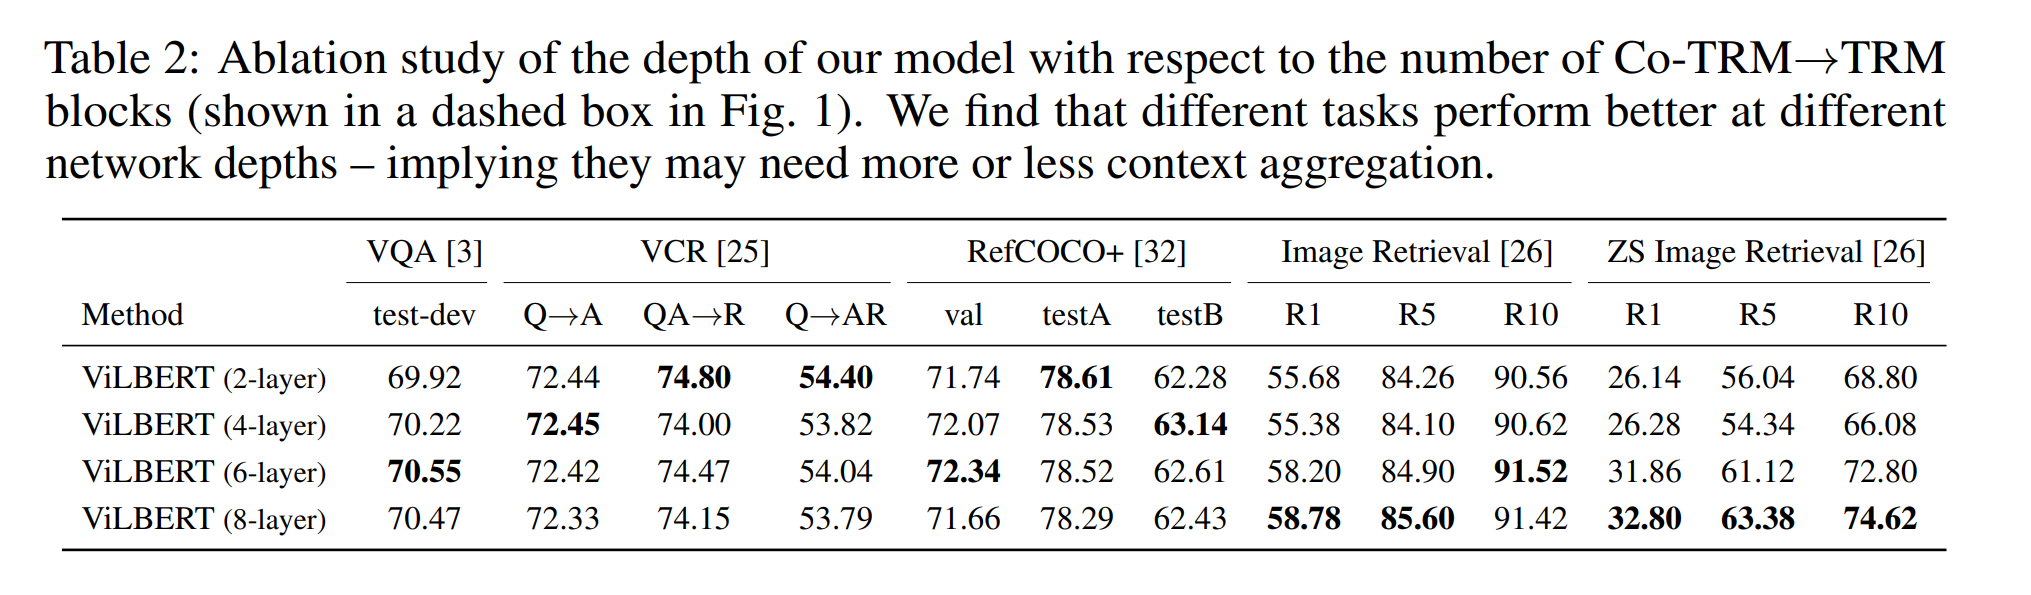 Table 2: Ablation study of the depth of our model with respect to the number of Co-TRM→TRM
blocks (shown in a dashed box in Fig. 1). We find that different tasks perform better at different
network depths – implying they may need more or less context aggregation.
VQA [3] VCR [25] RefCOCO+ [32] Image Retrieval [26] ZS Image Retrieval [26]
Method test-dev Q→A QA→R Q→AR val testA testB R1 R5 R10 R1 R5 R10
ViLBERT (2-layer) 69.92 72.44 74.80 54.40 71.74 78.61 62.28 55.68 84.26 90.56 26.14 56.04 68.80
ViLBERT (4-layer) 70.22 72.45 74.00 53.82 72.07 78.53 63.14 55.38 84.10 90.62 26.28 54.34 66.08
ViLBERT (6-layer) 70.55 72.42 74.47 54.04 72.34 78.52 62.61 58.20 84.90 91.52 31.86 61.12 72.80
ViLBERT (8-layer) 70.47 72.33 74.15 53.79 71.66 78.29 62.43 58.78 85.60 91.42 32.80 63.38 74.62